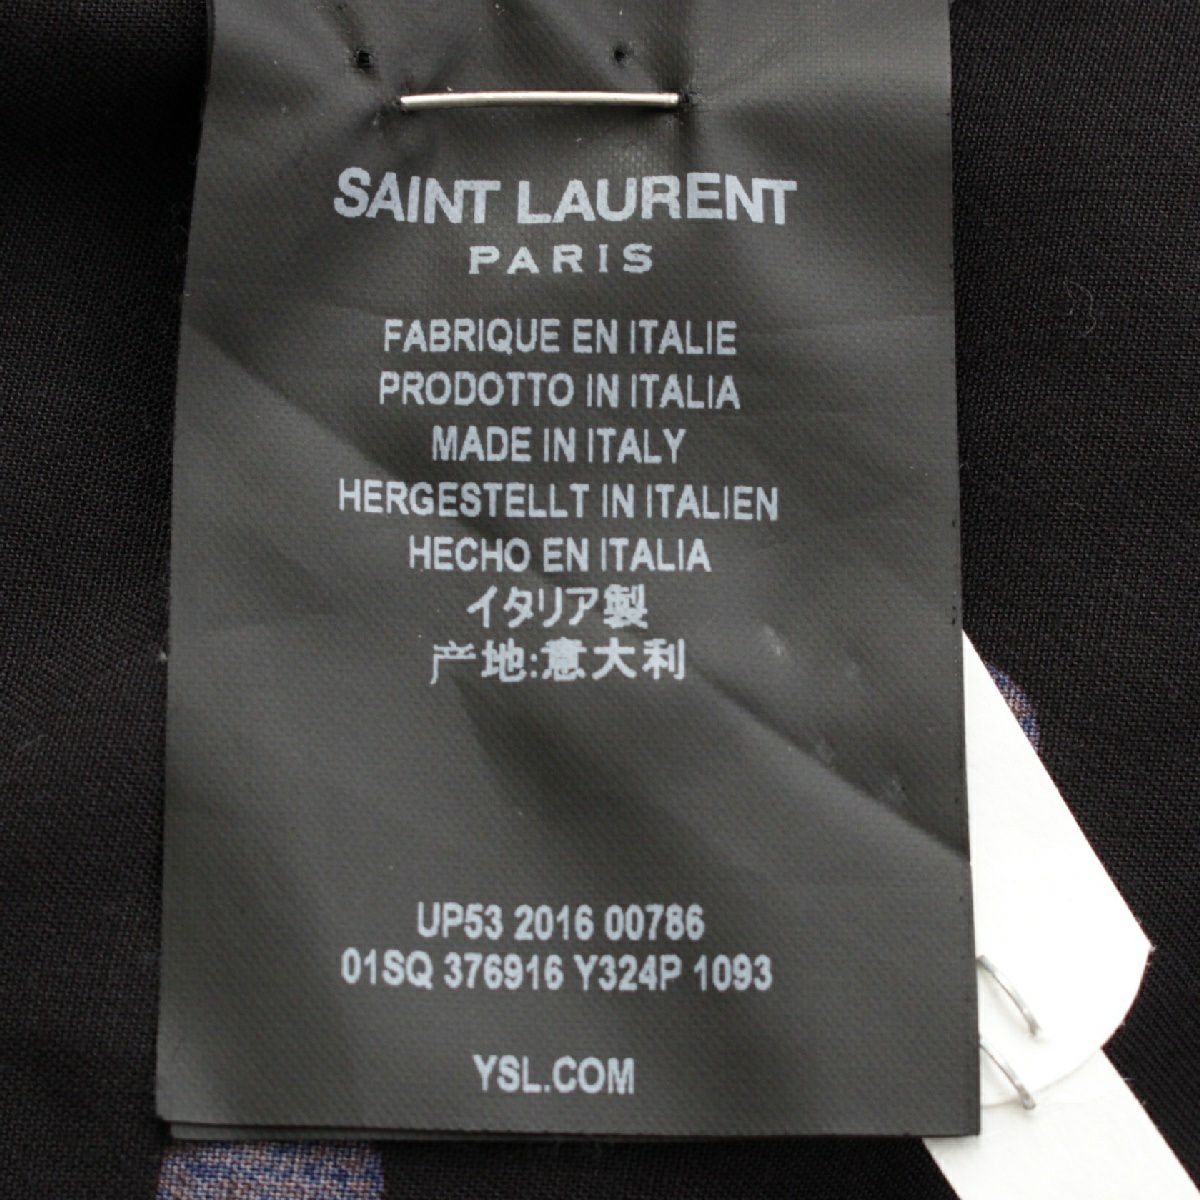 SAINT LAURENT
PARIS
FABRIQUE EN ITALIE
PRODOTTO IN ITALIA
MADE IN ITALY
HERGESTELLT IN ITALIEN
HECHO EN ITALIA
イタリア製
产地:意大利
UP53 2016 00786
01SQ 376916 Y324P 1093
YSL.COM